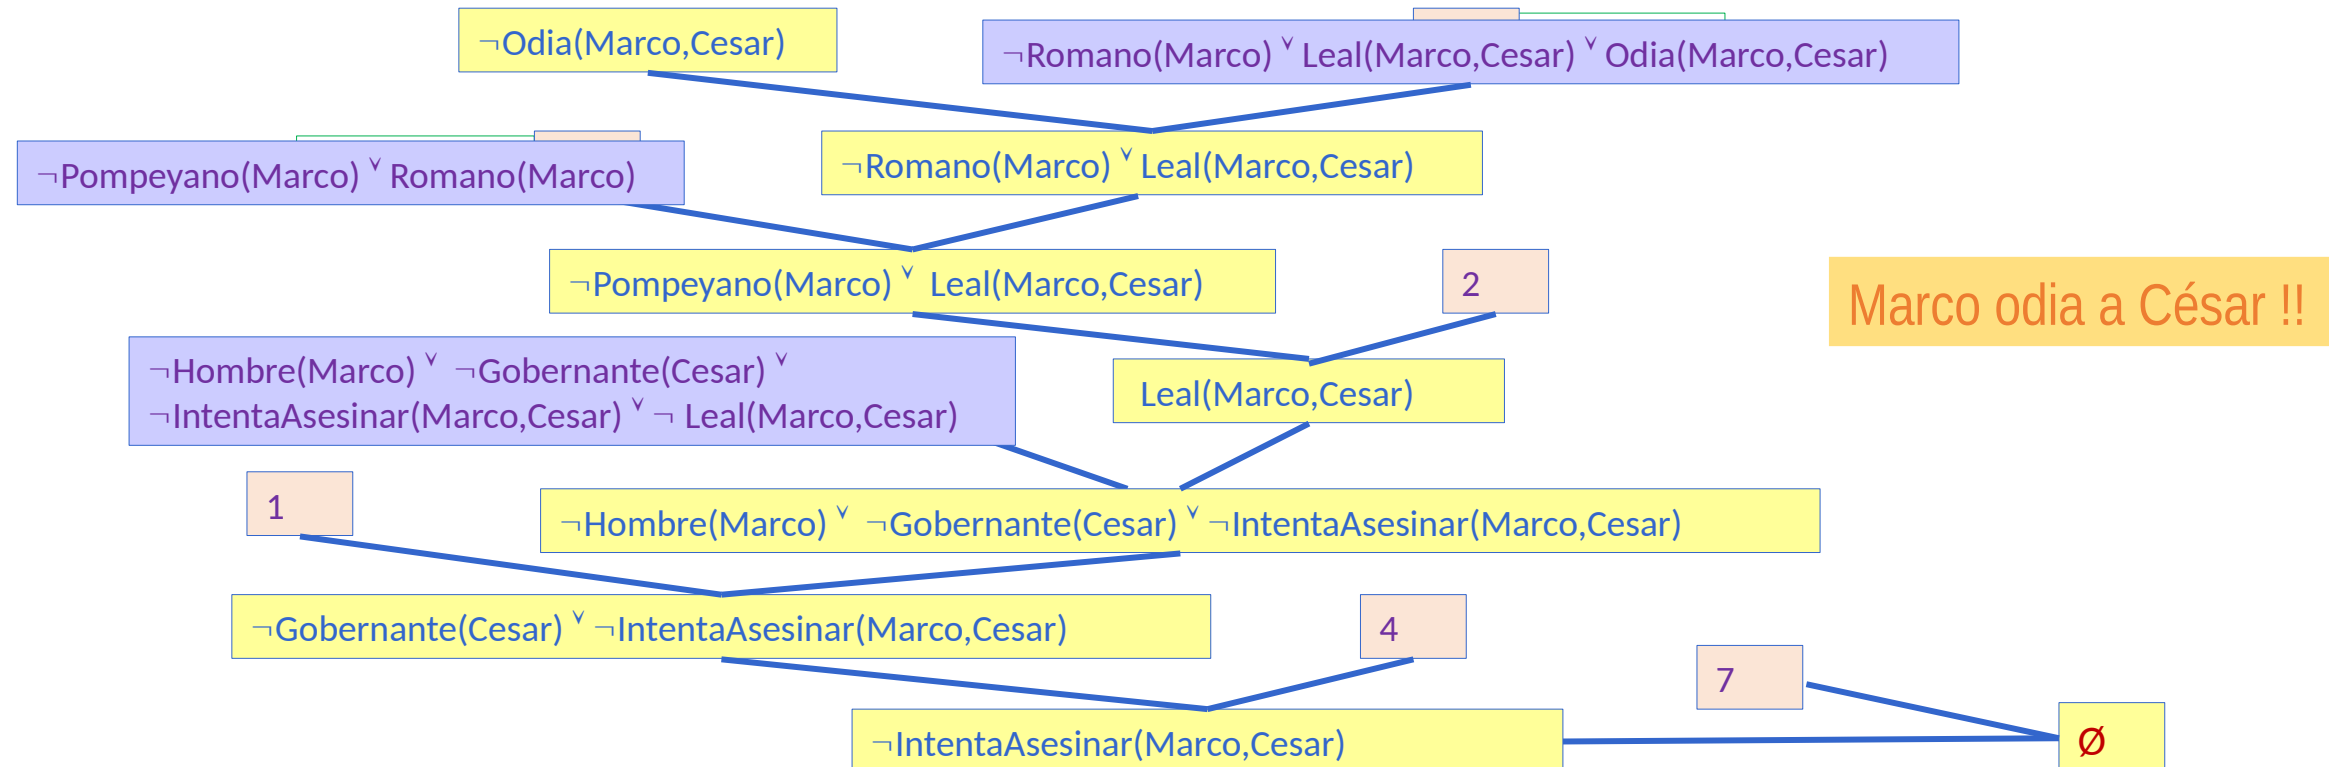 ¬Odia(Marco,Cesar)
¬Romano(Marco) ˅ Leal(Marco,Cesar) ˅ Odia(Marco,Cesar)
¬Pompeyano(Marco) ˅ Romano(Marco)
¬Romano(Marco) ˅ Leal(Marco,Cesar)
¬Pompeyano(Marco) ˅ Leal(Marco,Cesar)
2
Marco odia a César !!
¬Hombre(Marco) ˅ ¬Gobernante(Cesar) ˅
¬IntentaAsesinar(Marco,Cesar) ˅ ¬ Leal(Marco,Cesar)
Leal(Marco,Cesar)
1
¬Hombre(Marco) ˅ ¬Gobernante(Cesar) ˅ ¬IntentaAsesinar(Marco,Cesar)
¬Gobernante(Cesar) ˅ ¬IntentaAsesinar(Marco,Cesar)
4
7
¬IntentaAsesinar(Marco,Cesar)
Ø